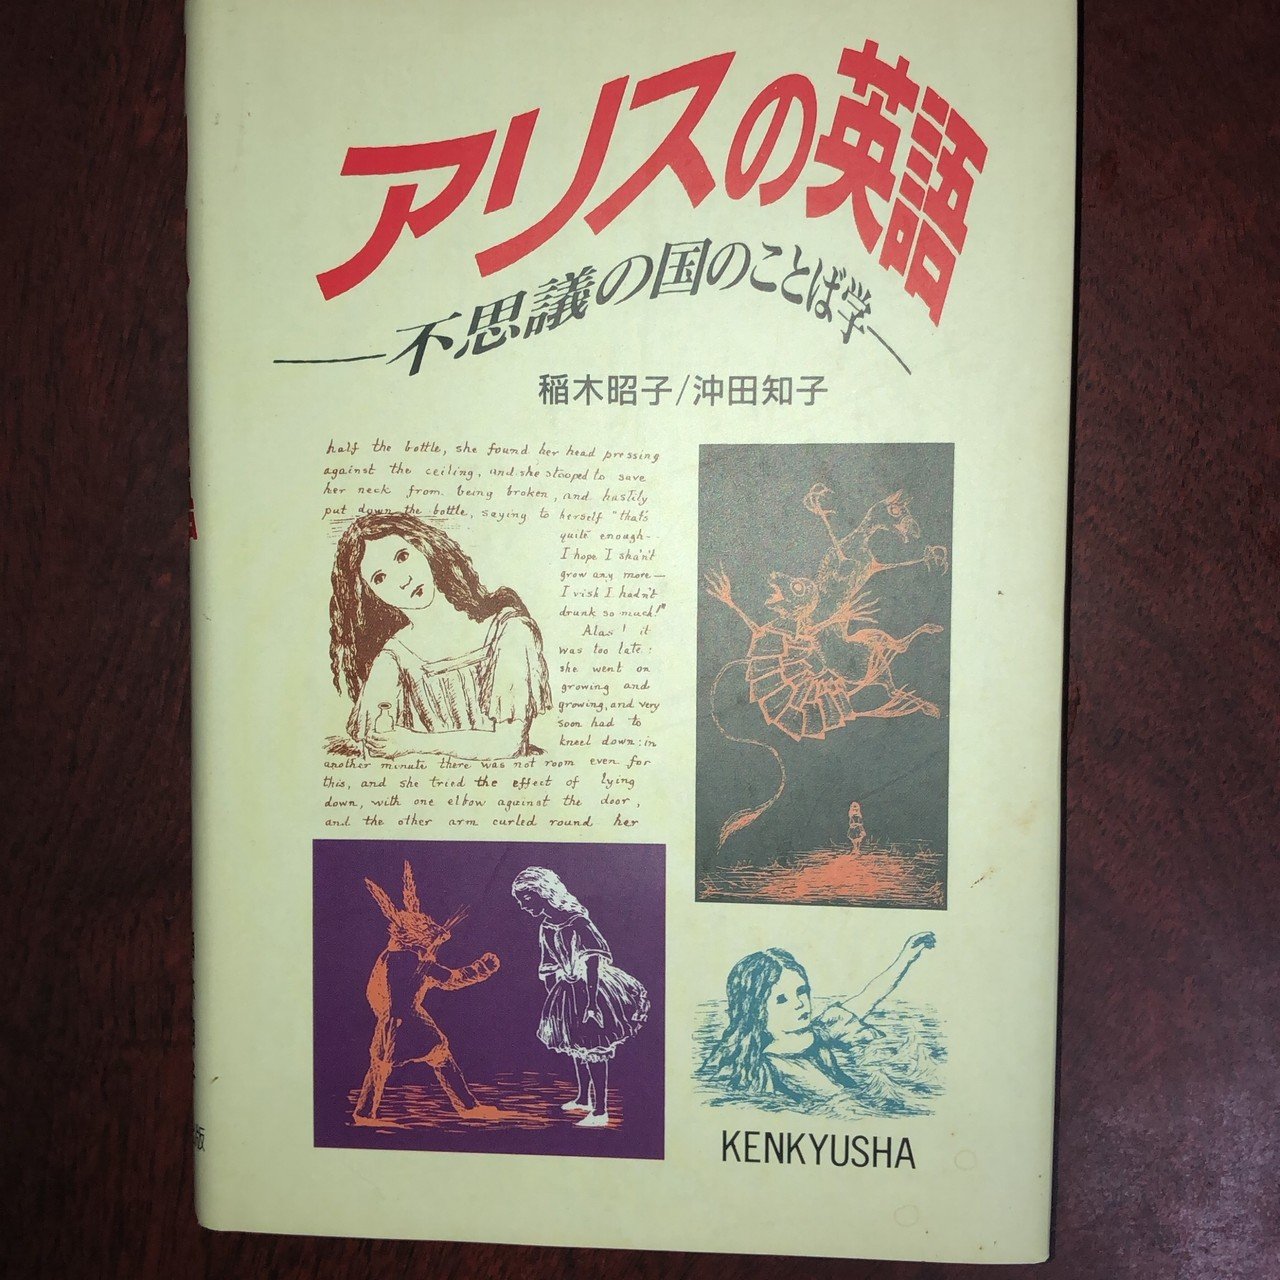 アリスの英語
―不思議の国のことば学―
稲木昭子/沖田知子
half the bottle, she found her head pressing
against the ceiling, and she stooped to save
her neck from being broken, and hastily
put down the bottle, saying to herself "that's
quite enough--
I hope I shan't
grow any more—
I wish I hadn't
drunk so much!"
Alas! it
was too late:
she went on
growing and
growing, and very
soon had to
kneel down: in
another minute there was not room even for
this, and she tried the effect of lying
down, with one elbow against the door,
and the other arm curled round her
KENKYUSHA
版